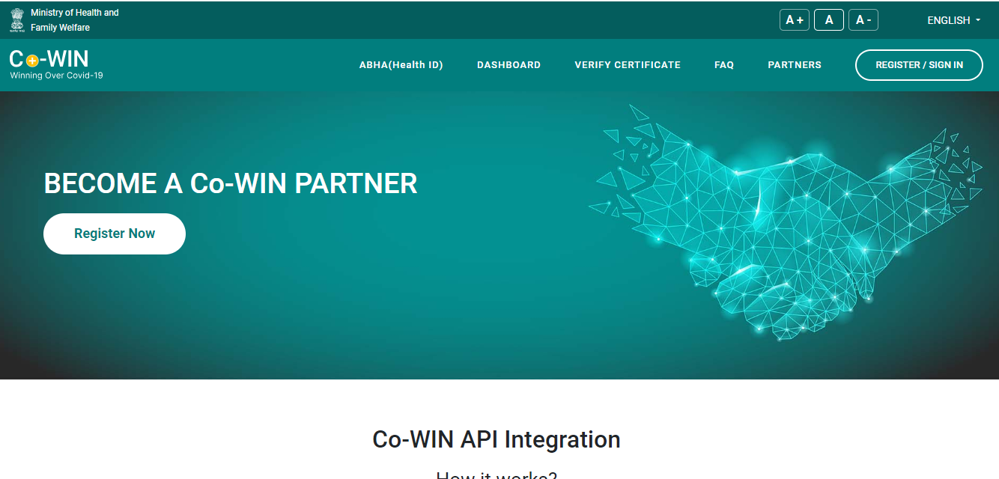 Ministry of Health and
Family Welfare
A+ A A- ENGLISH
Co-WIN
Winning Over Covid-19
ABHA(Health ID) DASHBOARD VERIFY CERTIFICATE FAQ PARTNERS REGISTER / SIGN IN
BECOME A Co-WIN PARTNER
Register Now
Co-WIN API Integration
How it works?